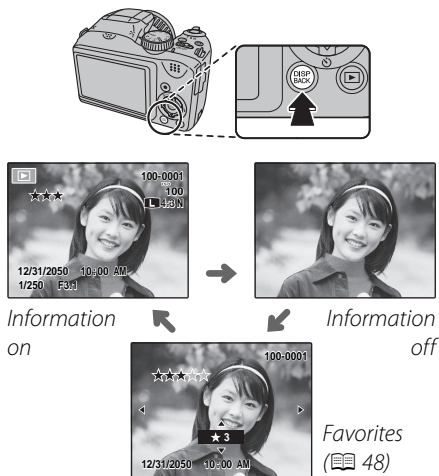 DISP
BACK
100-0001
100
L 4:3 N
12/31/2050 10:00 AM
1/250 F3.1
Information
on
Information
off
100-0001
★ 3
12/31/2050 10:00 AM
Favorites
(48)